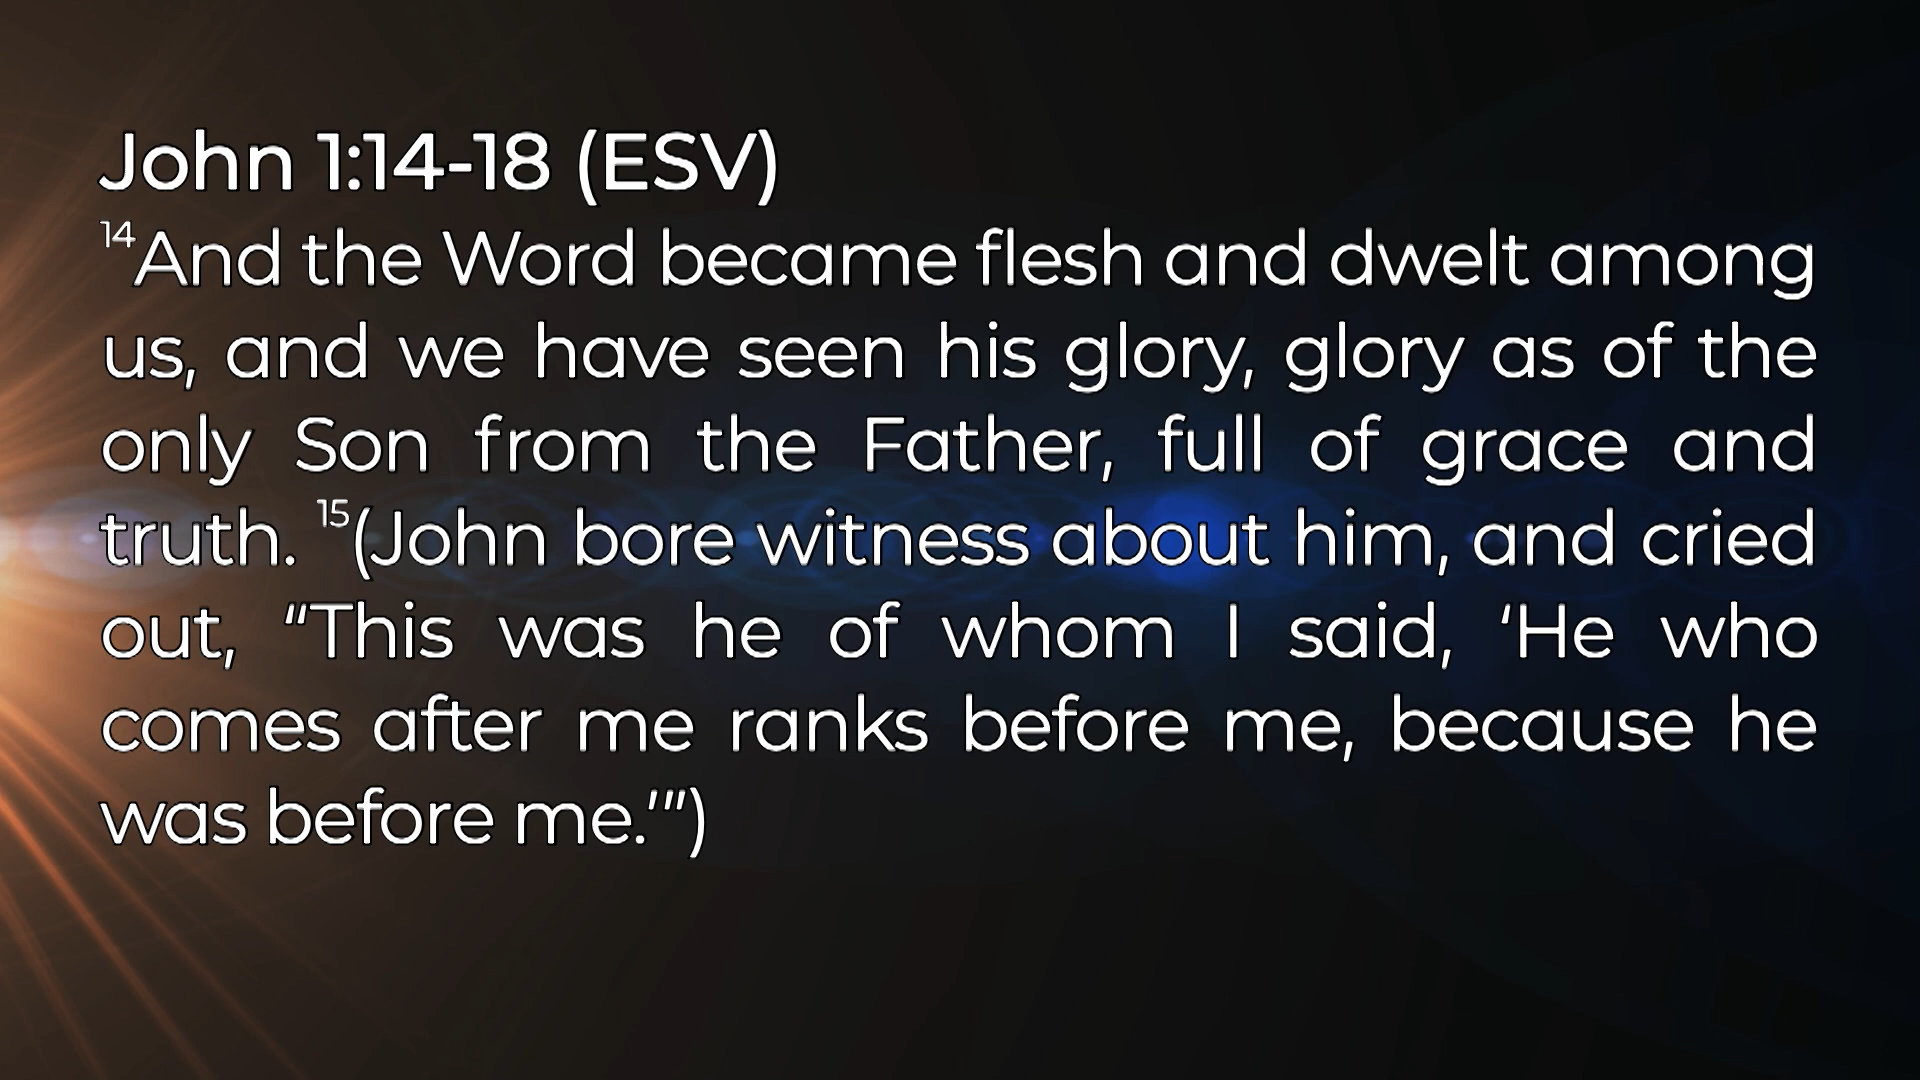 John 1:14-18 (ESV)
14And the Word became flesh and dwelt among
us, and we have seen his glory, glory as of the
only Son from the Father, full of grace and
truth. 15(John bore witness about him, and cried
out, “This was he of whom I said, ‘He who
comes after me ranks before me, because he
was before me.’”)